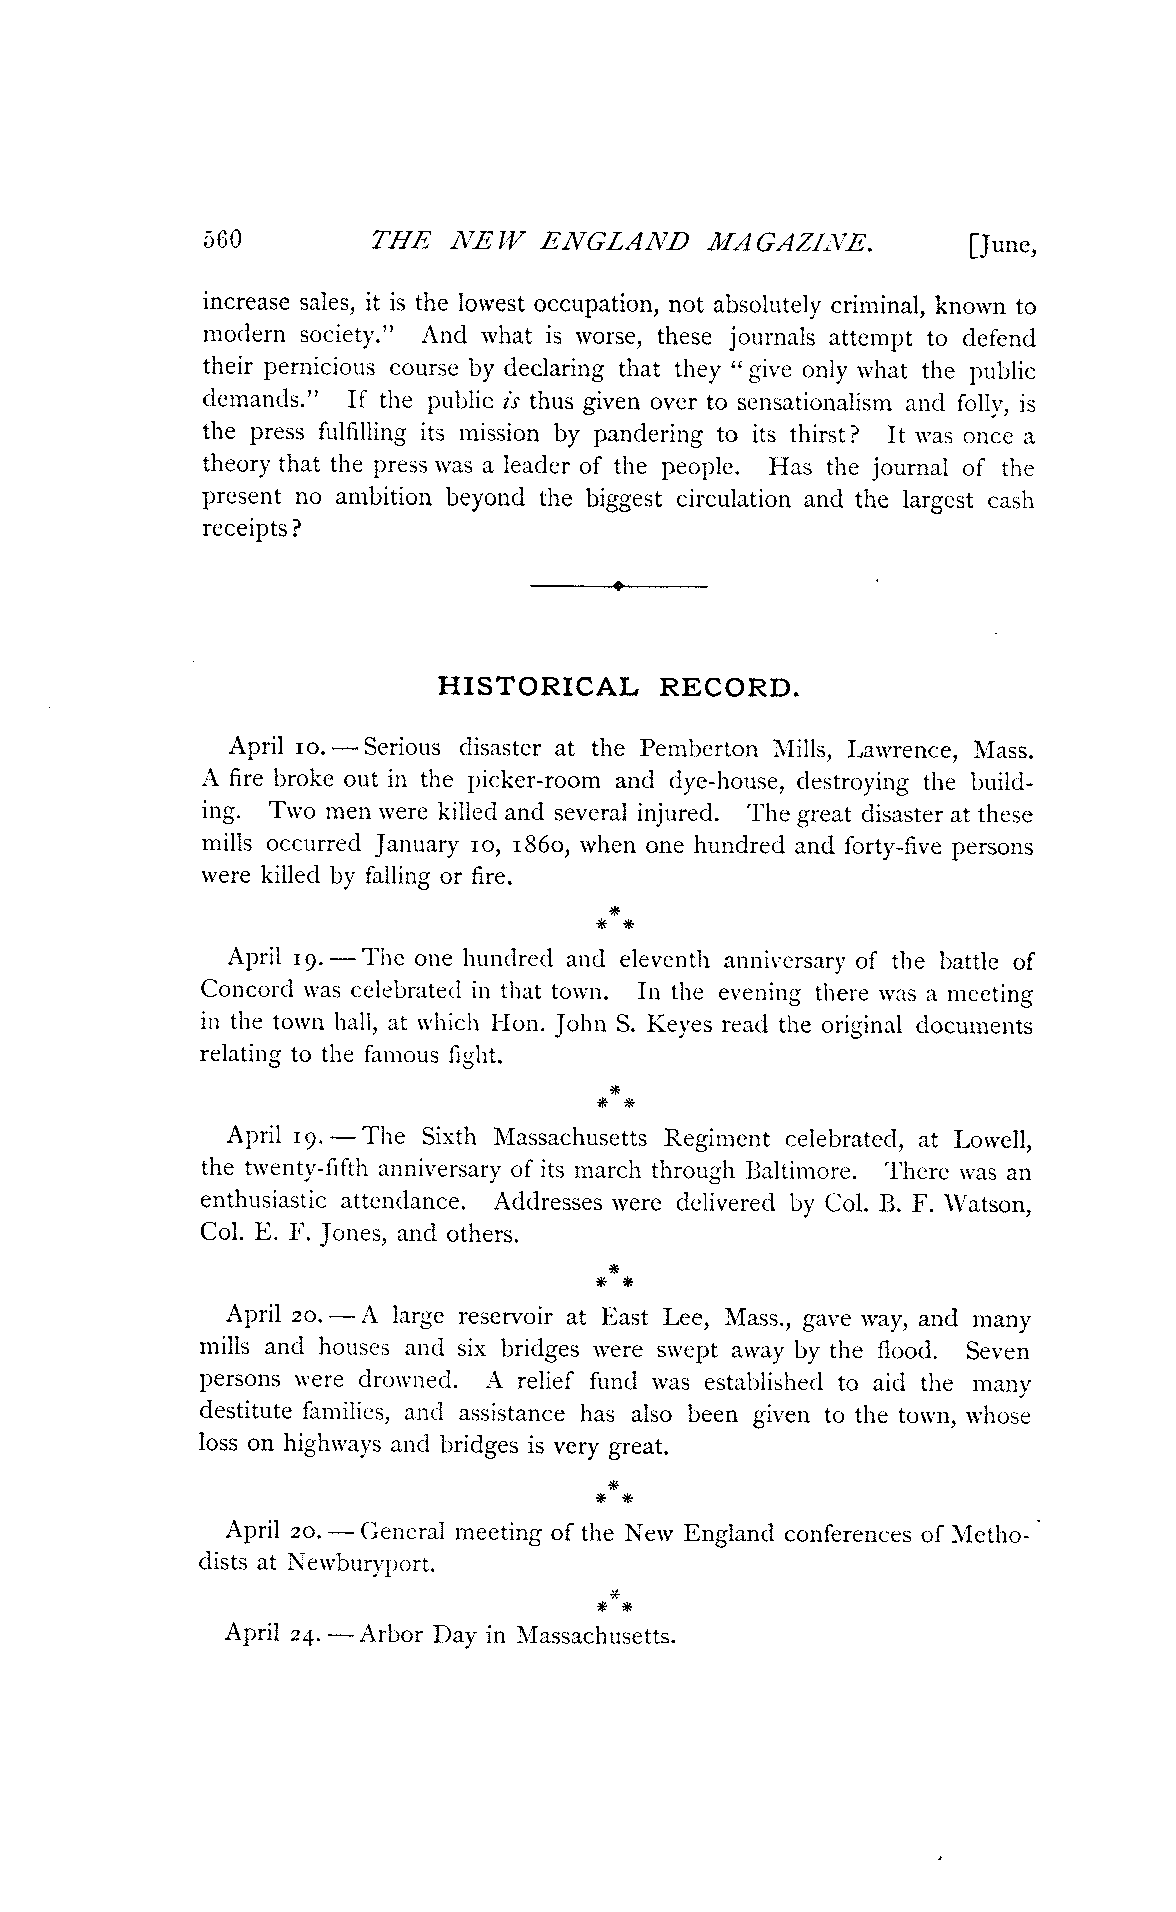 560 THE NEW ENGLAND MAGAZINE. [June,
increase sales, it is the lowest occupation, not absolutely criminal, known to
modern society." And what is worse, these journals attempt to defend
their pernicious course by declaring that they "give only what the public
demands." If the public is thus given over to sensationalism and folly, is
the press fulfilling its mission by pandering to its thirst? It was once a
theory that the press was a leader of the people. Has the journal of the
present no ambition beyond the biggest circulation and the largest cash
receipts?
HISTORICAL RECORD.
April 10. — Serious disaster at the Pemberton Mills, Lawrence, Mass.
A fire broke out in the picker-room and dye-house, destroying the build-
ing. Two men were killed and several injured. The great disaster at these
mills occurred January 10, 1860, when one hundred and forty-five persons
were killed by falling or fire.
* * *
April 19. — The one hundred and eleventh anniversary of the battle of
Concord was celebrated in that town. In the evening there was a meeting
in the town hall, at which Hon. John S. Keyes read the original documents
relating to the famous fight.
* * *
April 19. — The Sixth Massachusetts Regiment celebrated, at Lowell,
the twenty-fifth anniversary of its march through Baltimore. There was an
enthusiastic attendance. Addresses were delivered by Col. B. F. Watson,
Col. E. F. Jones, and others.
* * *
April 20. — A large reservoir at East Lee, Mass., gave way, and many
mills and houses and six bridges were swept away by the flood. Seven
persons were drowned. A relief fund was established to aid the many
destitute families, and assistance has also been given to the town, whose
loss on highways and bridges is very great.
* * *
April 20. — General meeting of the New England conferences of Metho-
dists at Newburyport.
* * *
April 24. — Arbor Day in Massachusetts.